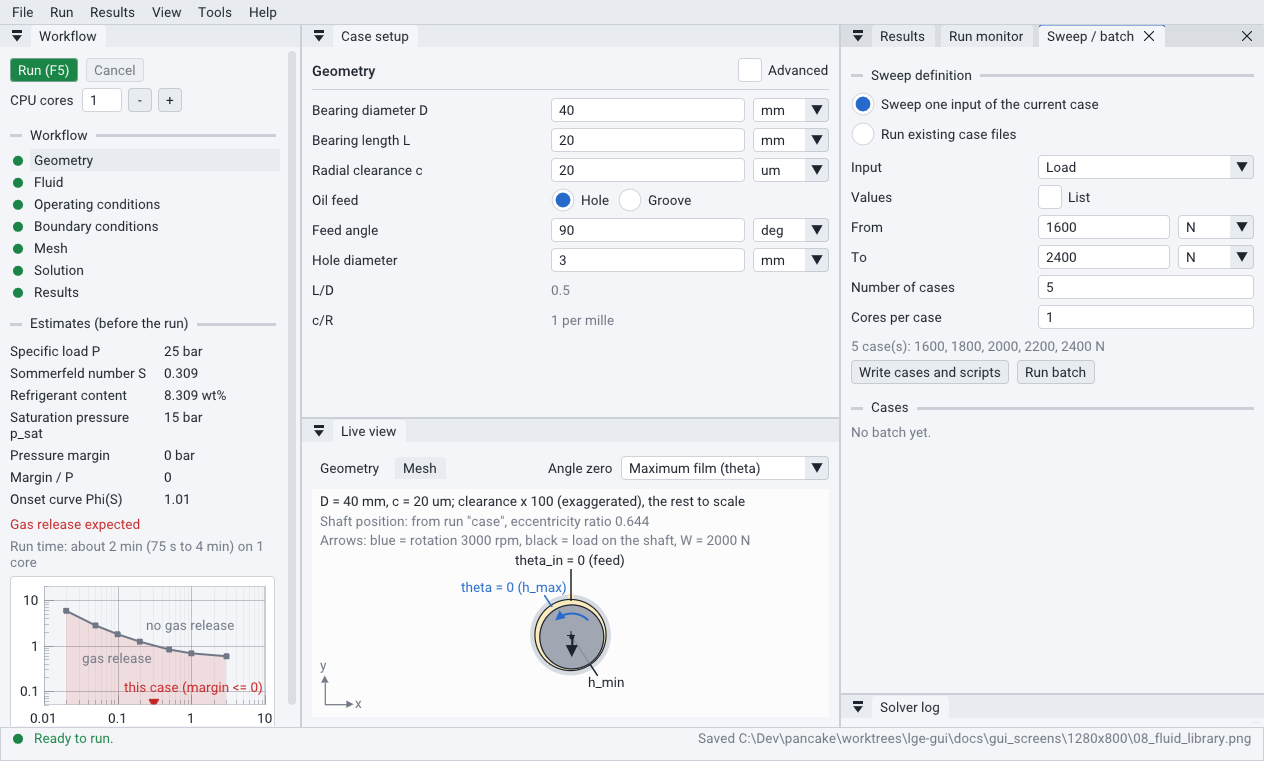 File Run Results View Tools Help
Workflow
Run (F5) Cancel
CPU cores 1 - +
Workflow
Geometry
Fluid
Operating conditions
Boundary conditions
Mesh
Solution
Results
Estimates (before the run)
Specific load P 25 bar
Sommerfeld number S 0.309
Refrigerant content 8.309 wt%
Saturation pressure p_sat 15 bar
Pressure margin 0 bar
Margin / P 0
Onset curve Phi(S) 1.01
Gas release expected
Run time: about 2 min (75 s to 4 min) on 1
core
10
no gas release
1
gas release
this case (margin <= 0)
0.1
0.01 0.1 1 10
Case setup
Geometry Advanced
Bearing diameter D 40 mm
Bearing length L 20 mm
Radial clearance c 20 um
Oil feed Hole Groove
Feed angle 90 deg
Hole diameter 3 mm
L/D 0.5
c/R 1 per mille
Live view
Geometry Mesh Angle zero Maximum film (theta)
D = 40 mm, c = 20 um; clearance x 100 (exaggerated), the rest to scale
Shaft position: from run "case", eccentricity ratio 0.644
Arrows: blue = rotation 3000 rpm, black = load on the shaft, W = 2000 N
theta_in = 0 (feed)
theta = 0 (h_max)
h_min
y
x
Results Run monitor Sweep / batch
Sweep definition
Sweep one input of the current case
Run existing case files
Input Load
Values List
From 1600 N
To 2400 N
Number of cases 5
Cores per case 1
5 case(s): 1600, 1800, 2000, 2200, 2400 N
Write cases and scripts Run batch
Cases
No batch yet.
Solver log
Ready to run. Saved C:\Dev\pancake\worktrees\lge-gui\docs\gui_screens\1280x800\08_fluid_library.png